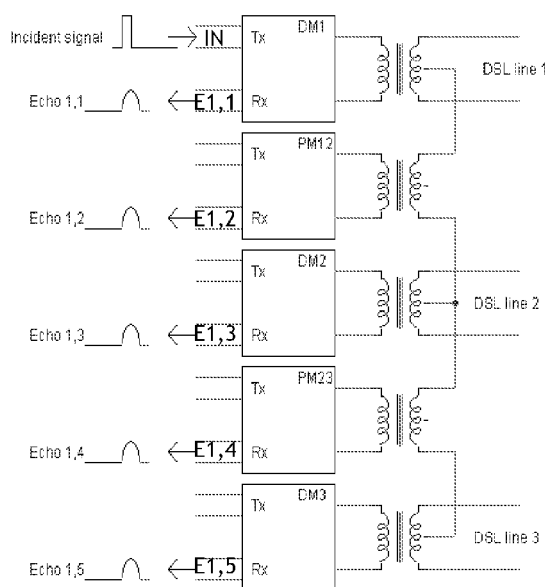 Incident signal IN Tx DM1
DSL line 1
Echo 1,1 E1,1 Rx
PM12
Tx
Echo 1,2 E1,2 Rx
DM2
Tx
DSL line 2
Echo 1,3 E1,3 Rx
PM23
Tx
Echo 1,4 E1,4 Rx
DM3
Tx
DSL line 3
Echo 1,5 E1,5 Rx